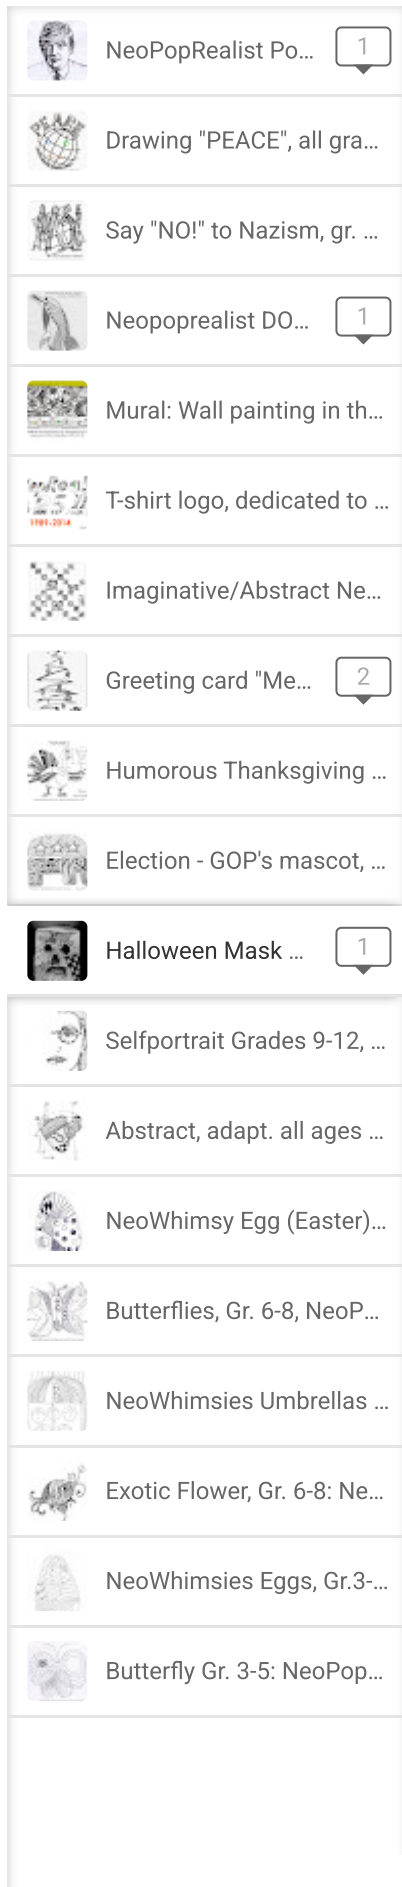 NeoPopRealist Po...
1
Drawing "PEACE", all gra...
Say "NO!" to Nazism, gr. ...
Neopoprealist DO...
1
Mural: Wall painting in th...
T-shirt logo, dedicated to ...
1989-2014
Imaginative/Abstract Ne...
Greeting card "Me...
2
Humorous Thanksgiving ...
Election - GOP's mascot, ...
Halloween Mask ...
1
Selfportrait Grades 9-12, ...
Abstract, adapt. all ages ...
NeoWhimsy Egg (Easter)...
Butterflies, Gr. 6-8, NeoP...
NeoWhimsies Umbrellas ...
Exotic Flower, Gr. 6-8: Ne...
NeoWhimsies Eggs, Gr.3-...
Butterfly Gr. 3-5: NeoPop...